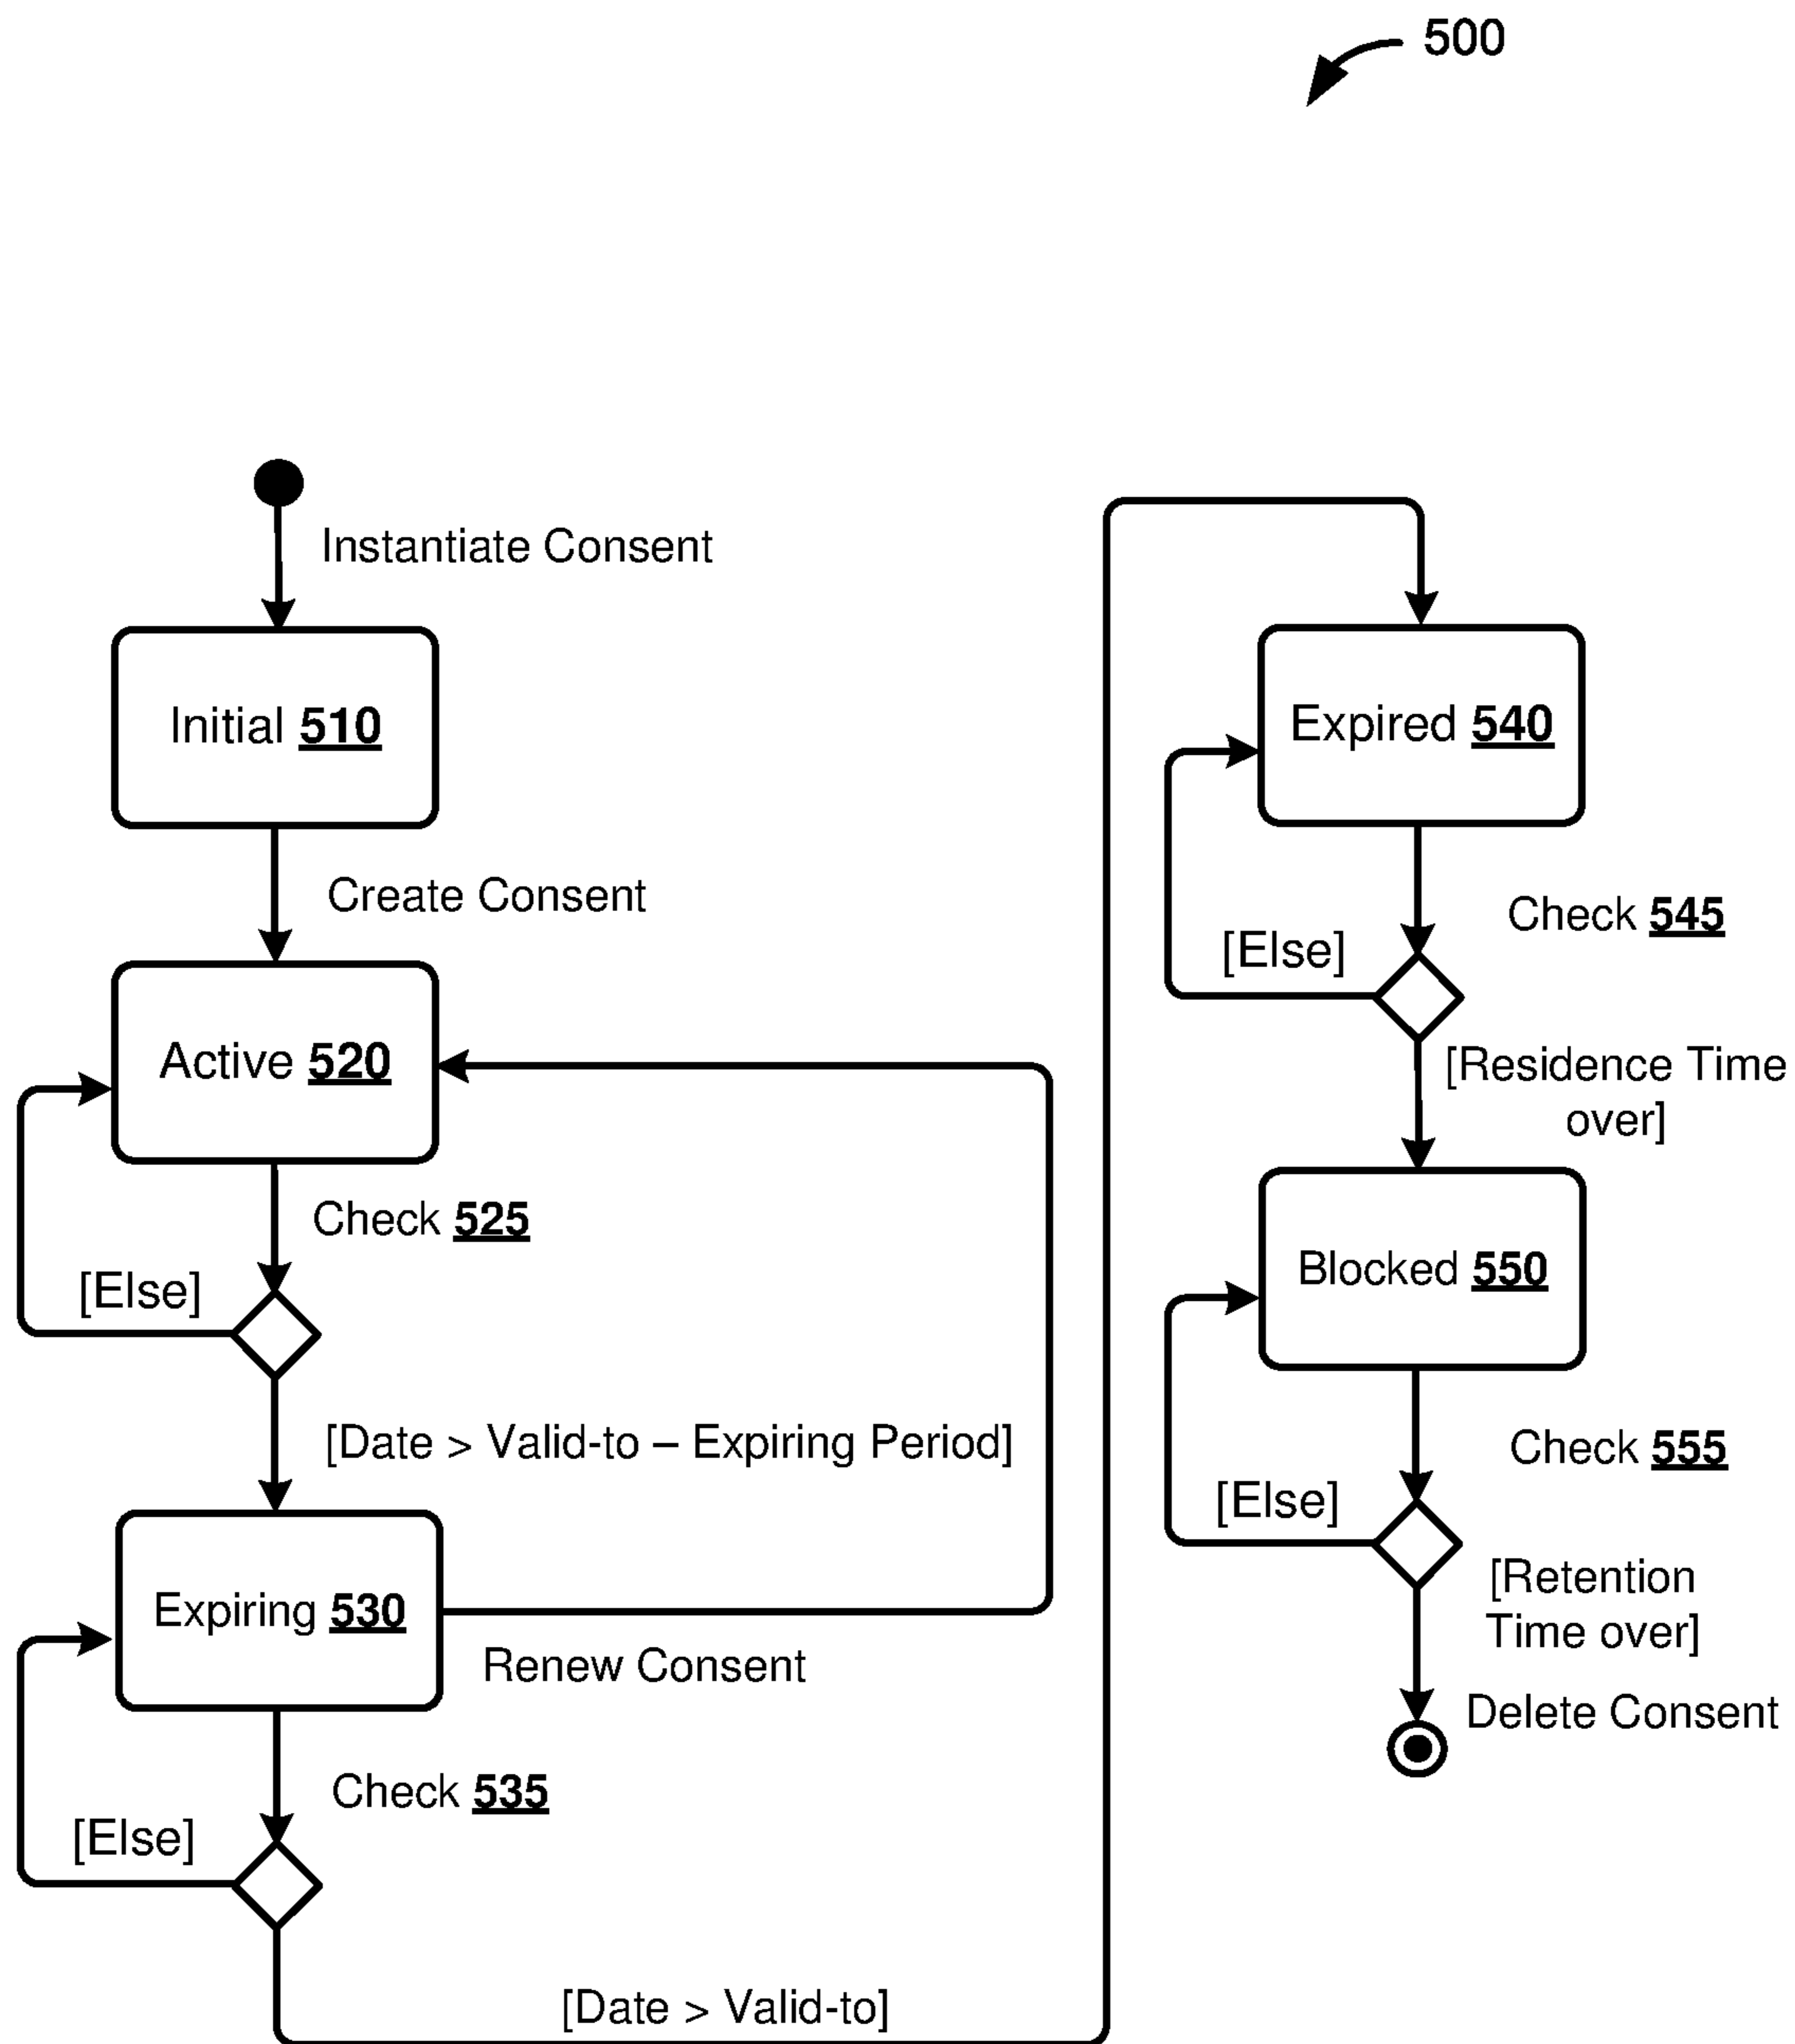 500
Instantiate Consent
Initial 510
Create Consent
Active 520
Check 525
[Else]
[Date > Valid-to – Expiring Period]
Expiring 530
Renew Consent
Check 535
[Else]
[Date > Valid-to]
Expired 540
Check 545
[Else]
[Residence Time
over]
Blocked 550
Check 555
[Else]
[Retention
Time over]
Delete Consent